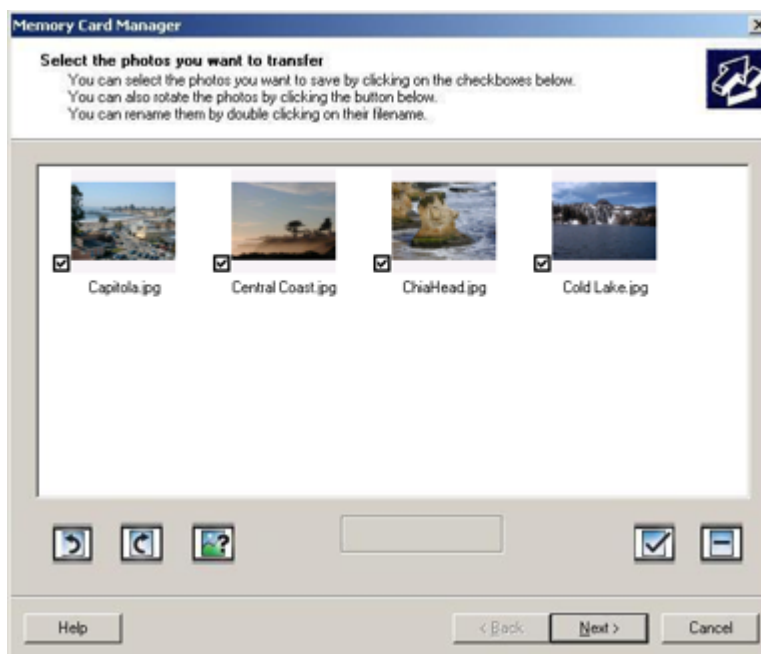 Memory Card Manager
Select the photos you want to transfer
You can select the photos you want to save by clicking on the checkboxes below.
You can also rotate the photos by clicking the button below.
You can rename them by double clicking on their filename.
Capitola.jpg Central Coast.jpg ChiaHead.jpg Cold Lake.jpg
?
Help < Back Next > Cancel